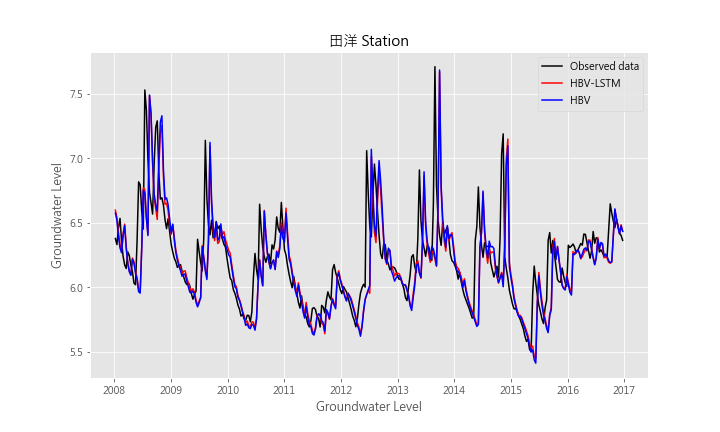 田洋 Station
Observed data
HBV-LSTM
HBV
Groundwater Level
7.5
7.0
6.5
6.0
5.5
2008 2009 2010 2011 2012 2013 2014 2015 2016 2017
Groundwater Level